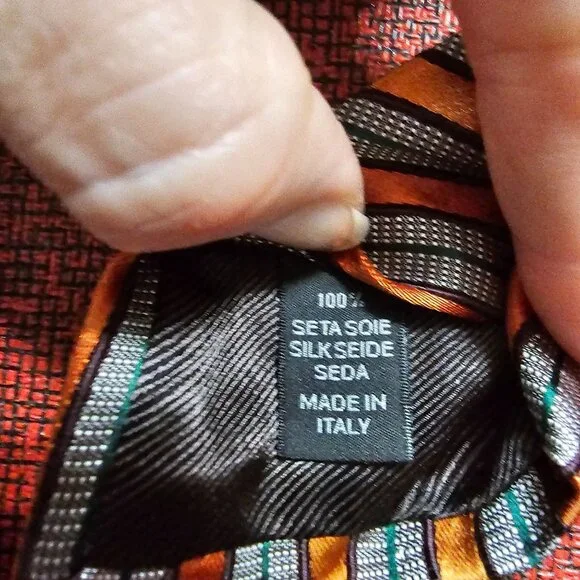 100%
SETA SOIE
SILK SEIDE
SEDA
MADE IN
ITALY